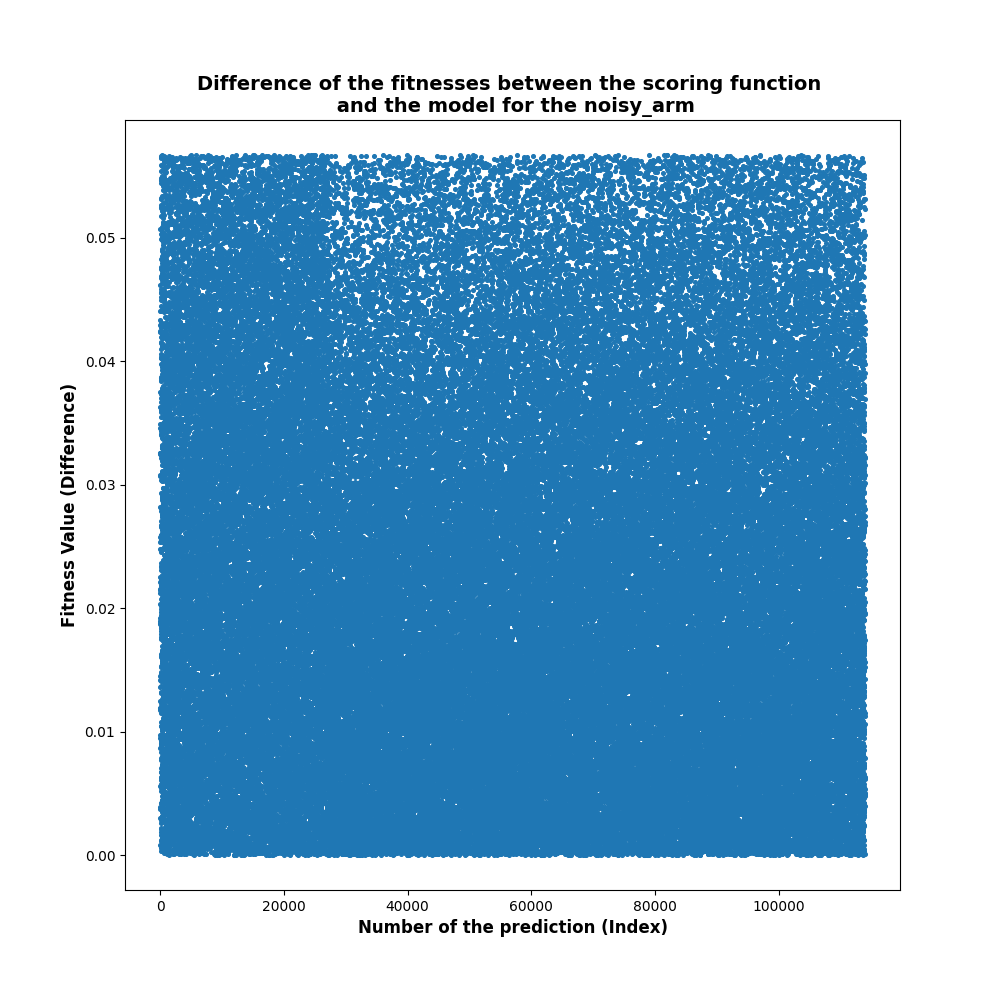 Difference of the fitnesses between the scoring function
and the model for the noisy_arm
0.05
0.04
0.03
0.02
0.01
0.00
Fitness Value (Difference)
0 20000 40000 60000 80000 100000
Number of the prediction (Index)